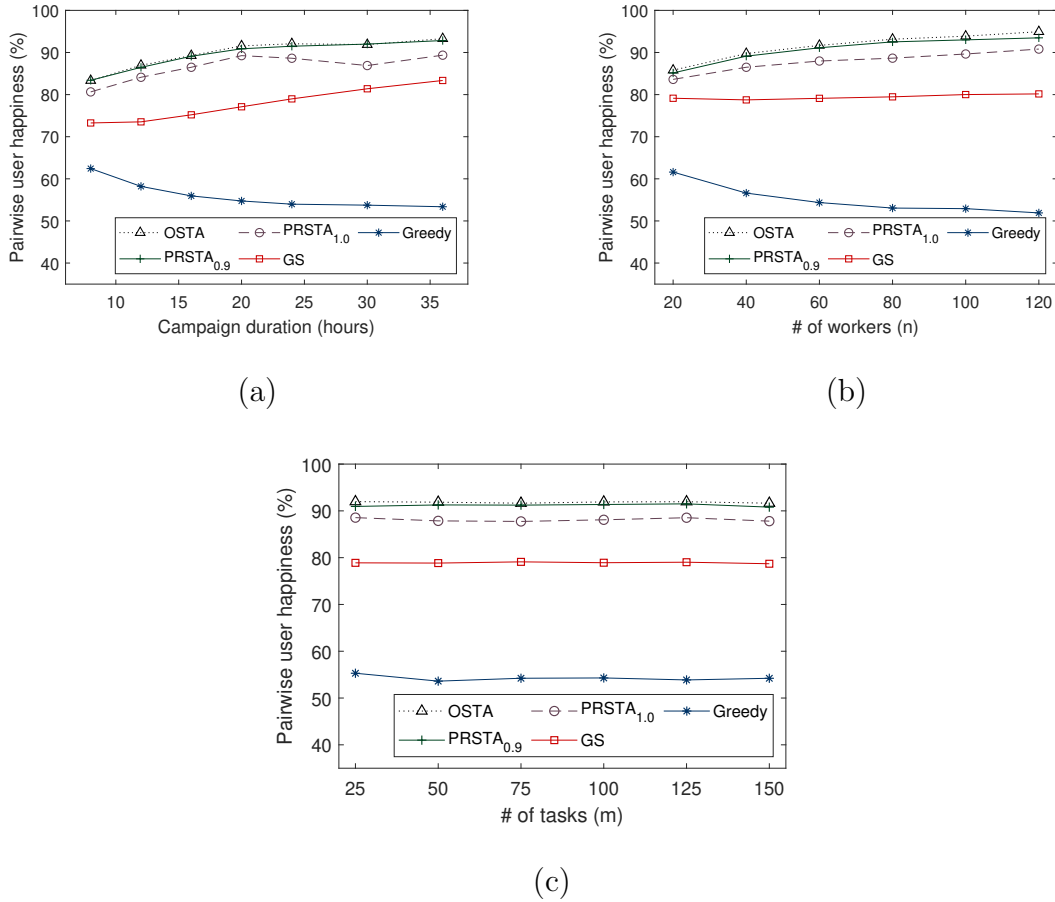 100
90
80
70
60
50
40
Pairwise user happiness (%)
OSTA
PRSTA1.0
Greedy
PRSTA0.9
GS
10 15 20 25 30 35
Campaign duration (hours)
(a)
100
90
80
70
60
50
40
Pairwise user happiness (%)
OSTA
PRSTA1.0
Greedy
PRSTA0.9
GS
20 40 60 80 100 120
# of workers (n)
(b)
100
90
80
70
60
50
40
Pairwise user happiness (%)
OSTA
PRSTA1.0
Greedy
PRSTA0.9
GS
25 50 75 100 125 150
# of tasks (m)
(c)